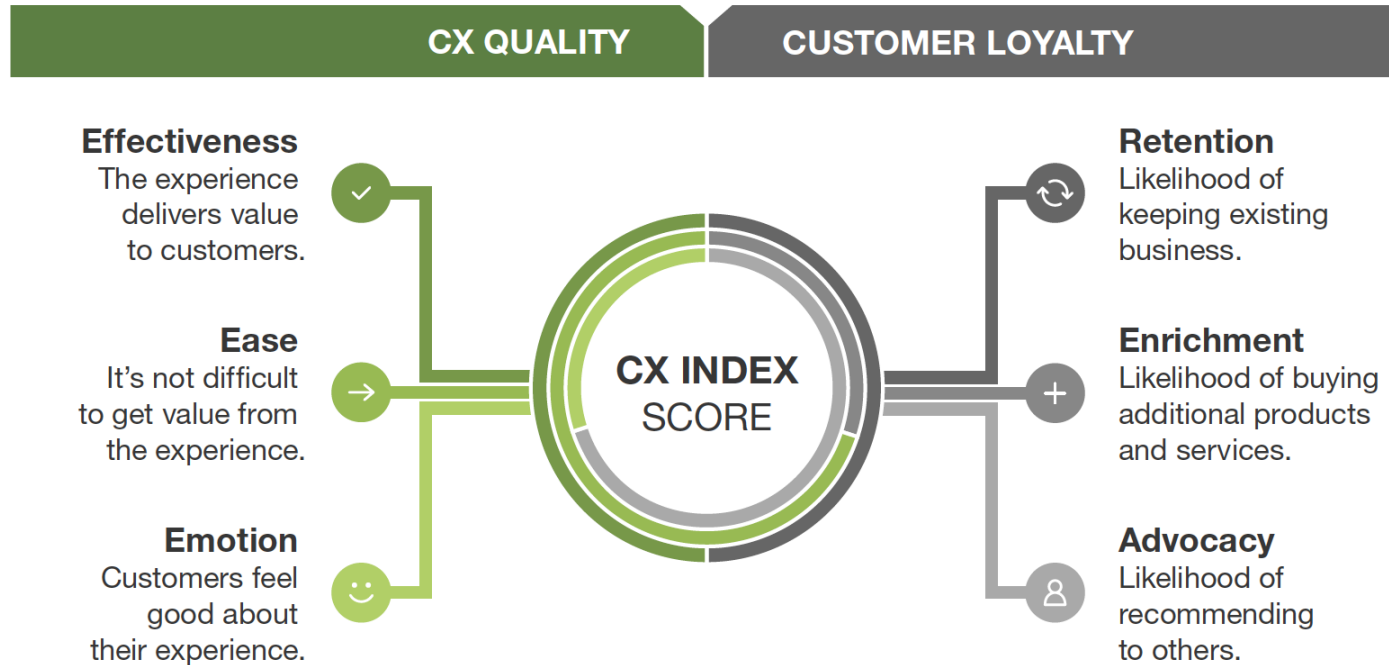 CX QUALITY
CUSTOMER LOYALTY
Effectiveness
The experience
delivers value
to customers.
Ease
It’s not difficult
to get value from
the experience.
Emotion
Customers feel
good about
their experience.
CX INDEX
SCORE
Retention
Likelihood of
keeping existing
business.
Enrichment
Likelihood of buying
additional products
and services.
Advocacy
Likelihood of
recommending
to others.